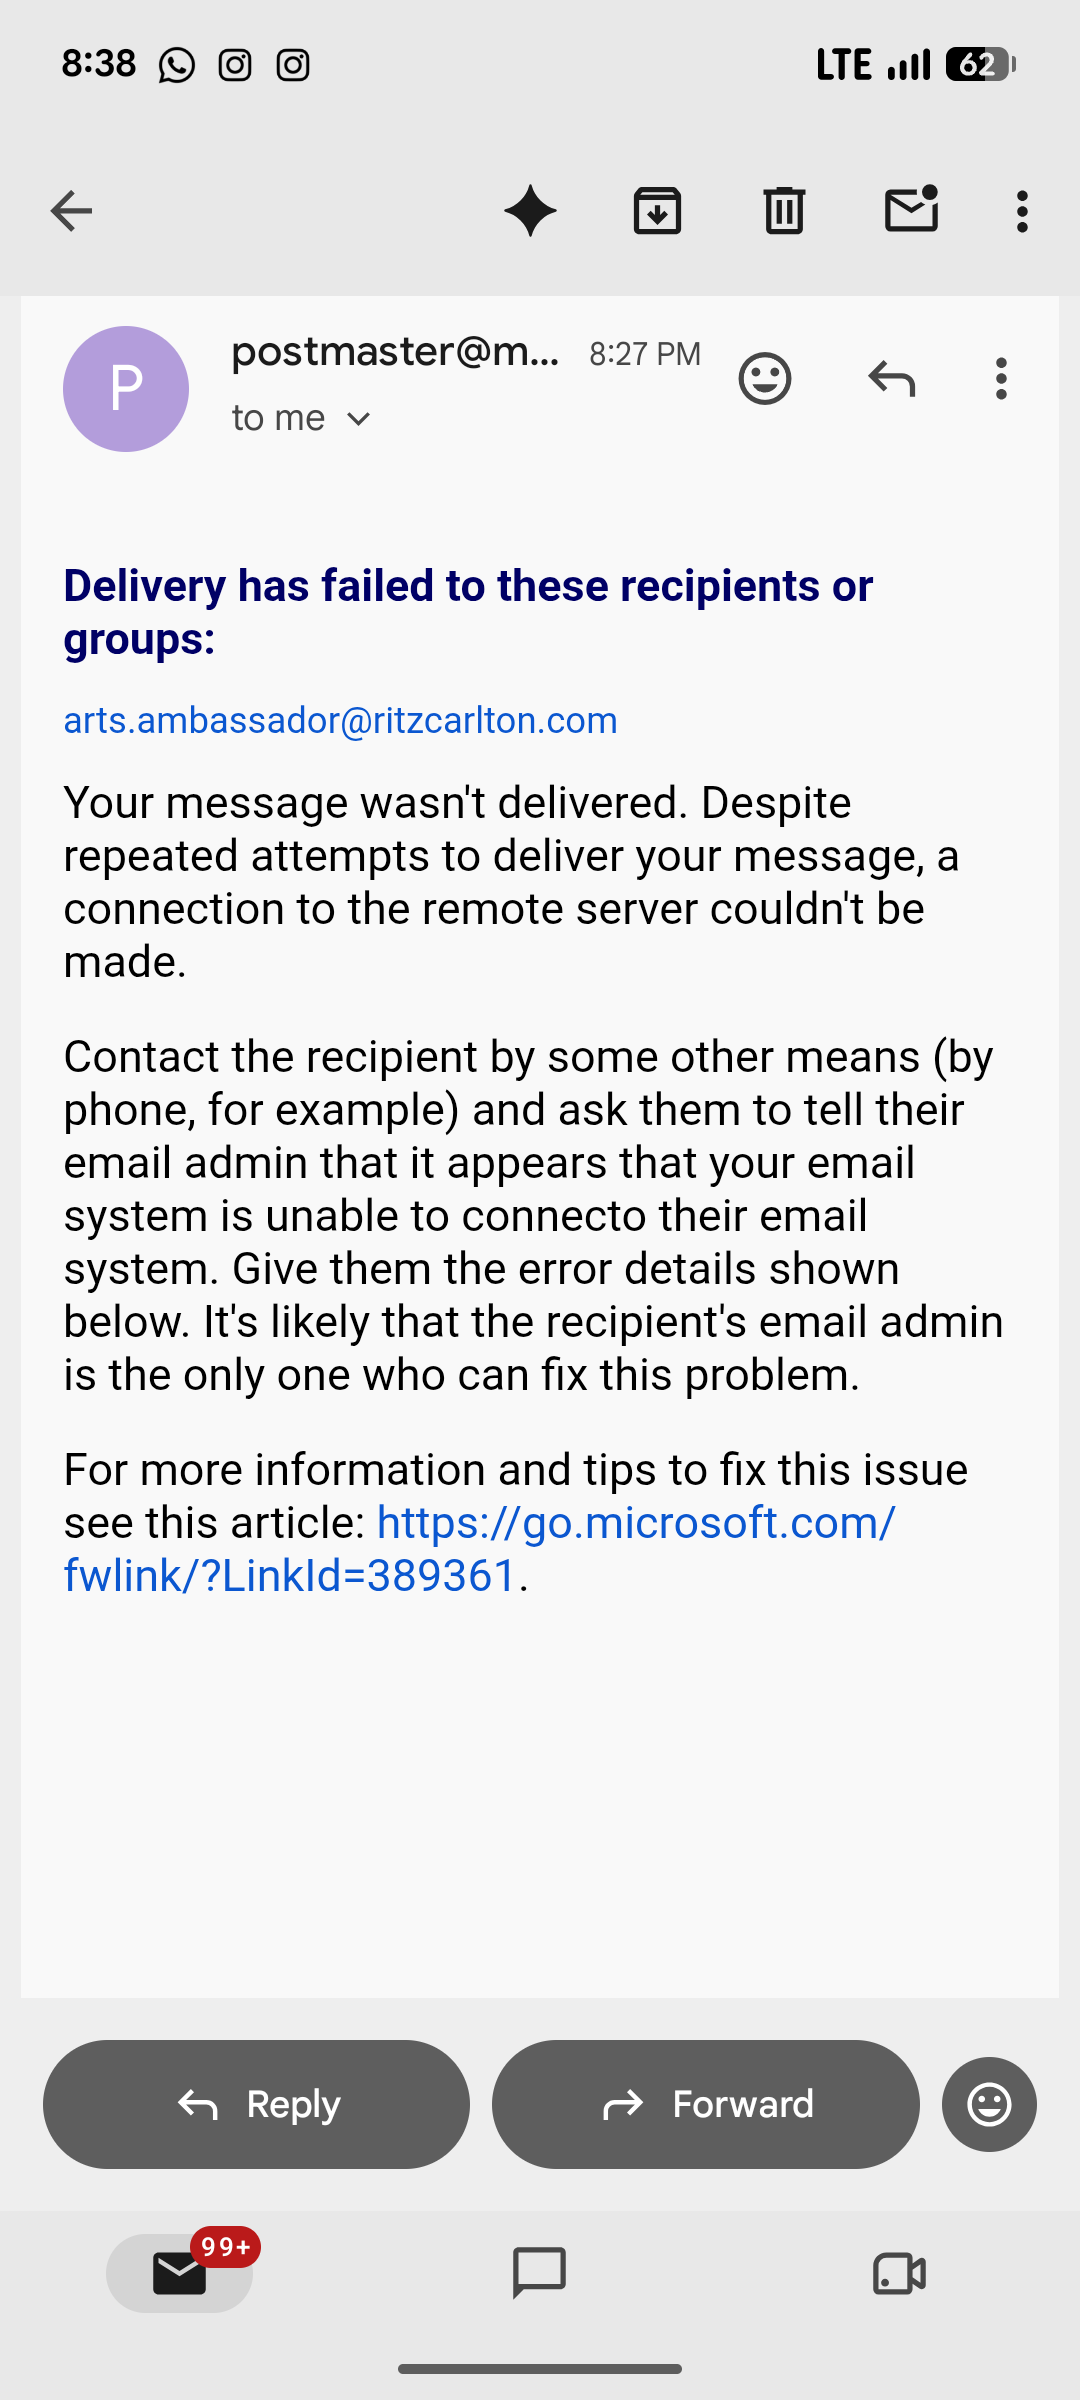 8:38 LTE 62
P
postmaster@m... 8:27 PM
to me
Delivery has failed to these recipients or
groups:
arts.ambassador@ritzcarlton.com
Your message wasn't delivered. Despite
repeated attempts to deliver your message, a
connection to the remote server couldn't be
made.
Contact the recipient by some other means (by
phone, for example) and ask them to tell their
email admin that it appears that your email
system is unable to connecto their email
system. Give them the error details shown
below. It's likely that the recipient's email admin
is the only one who can fix this problem.
For more information and tips to fix this issue
see this article: https://go.microsoft.com/
fwlink/?LinkId=389361.
Reply Forward
99+